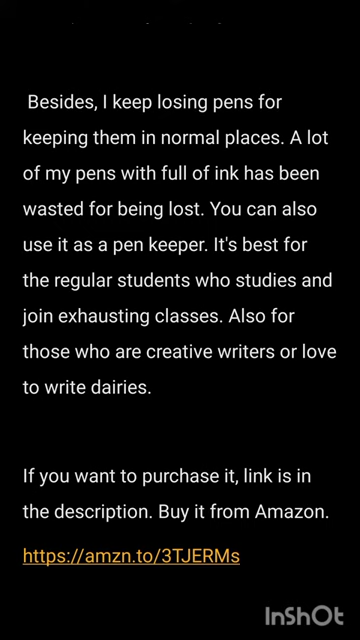 Besides, I keep losing pens for
keeping them in normal places. A lot
of my pens with full of ink has been
wasted for being lost. You can also
use it as a pen keeper. It's best for
the regular students who studies and
join exhausting classes. Also for
those who are creative writers or love
to write dairies.
If you want to purchase it, link is in
the description. Buy it from Amazon.
https://amzn.to/3TJERMs
InShOt